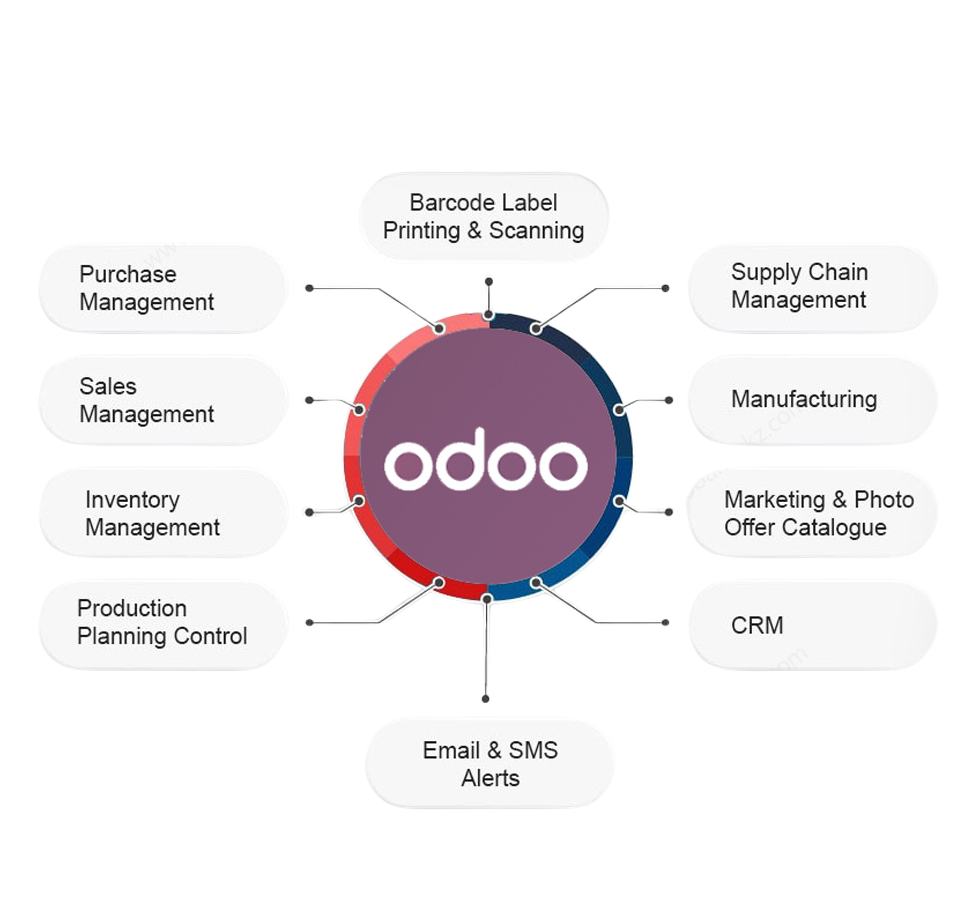 Barcode Label
Printing & Scanning
Purchase
Management
Supply Chain
Management
Sales
Management
Manufacturing
odoo
Inventory
Management
Marketing & Photo
Offer Catalogue
Production
Planning Control
CRM
Email & SMS
Alerts